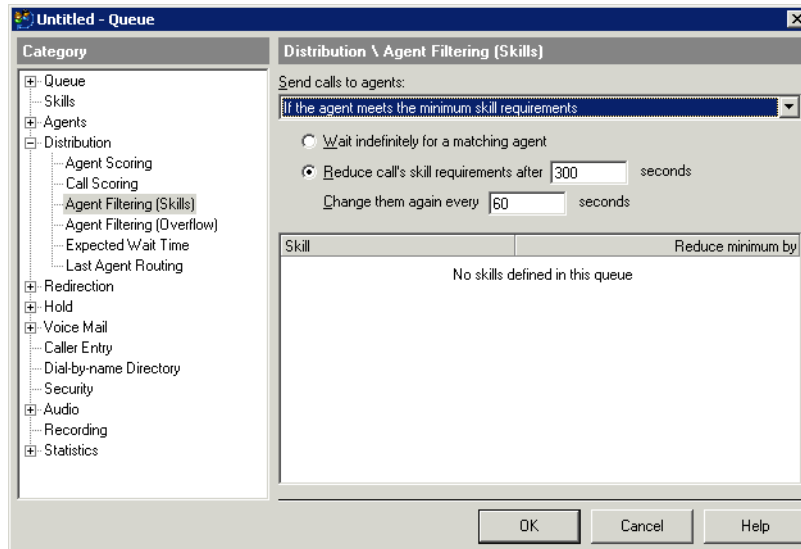 Untitled - Queue
Category
Queue
Skills
Agents
Distribution
Agent Scoring
Call Scoring
Agent Filtering (Skills)
Agent Filtering (Overflow)
Expected Wait Time
Last Agent Routing
Redirection
Hold
Voice Mail
Caller Entry
Dial-by-name Directory
Security
Audio
Recording
Statistics
Distribution \ Agent Filtering (Skills)
Send calls to agents:
If the agent meets the minimum skill requirements
Wait indefinitely for a matching agent
Reduce call's skill requirements after 300 seconds
Change them again every 60 seconds
Skill Reduce minimum by
No skills defined in this queue
OK Cancel Help